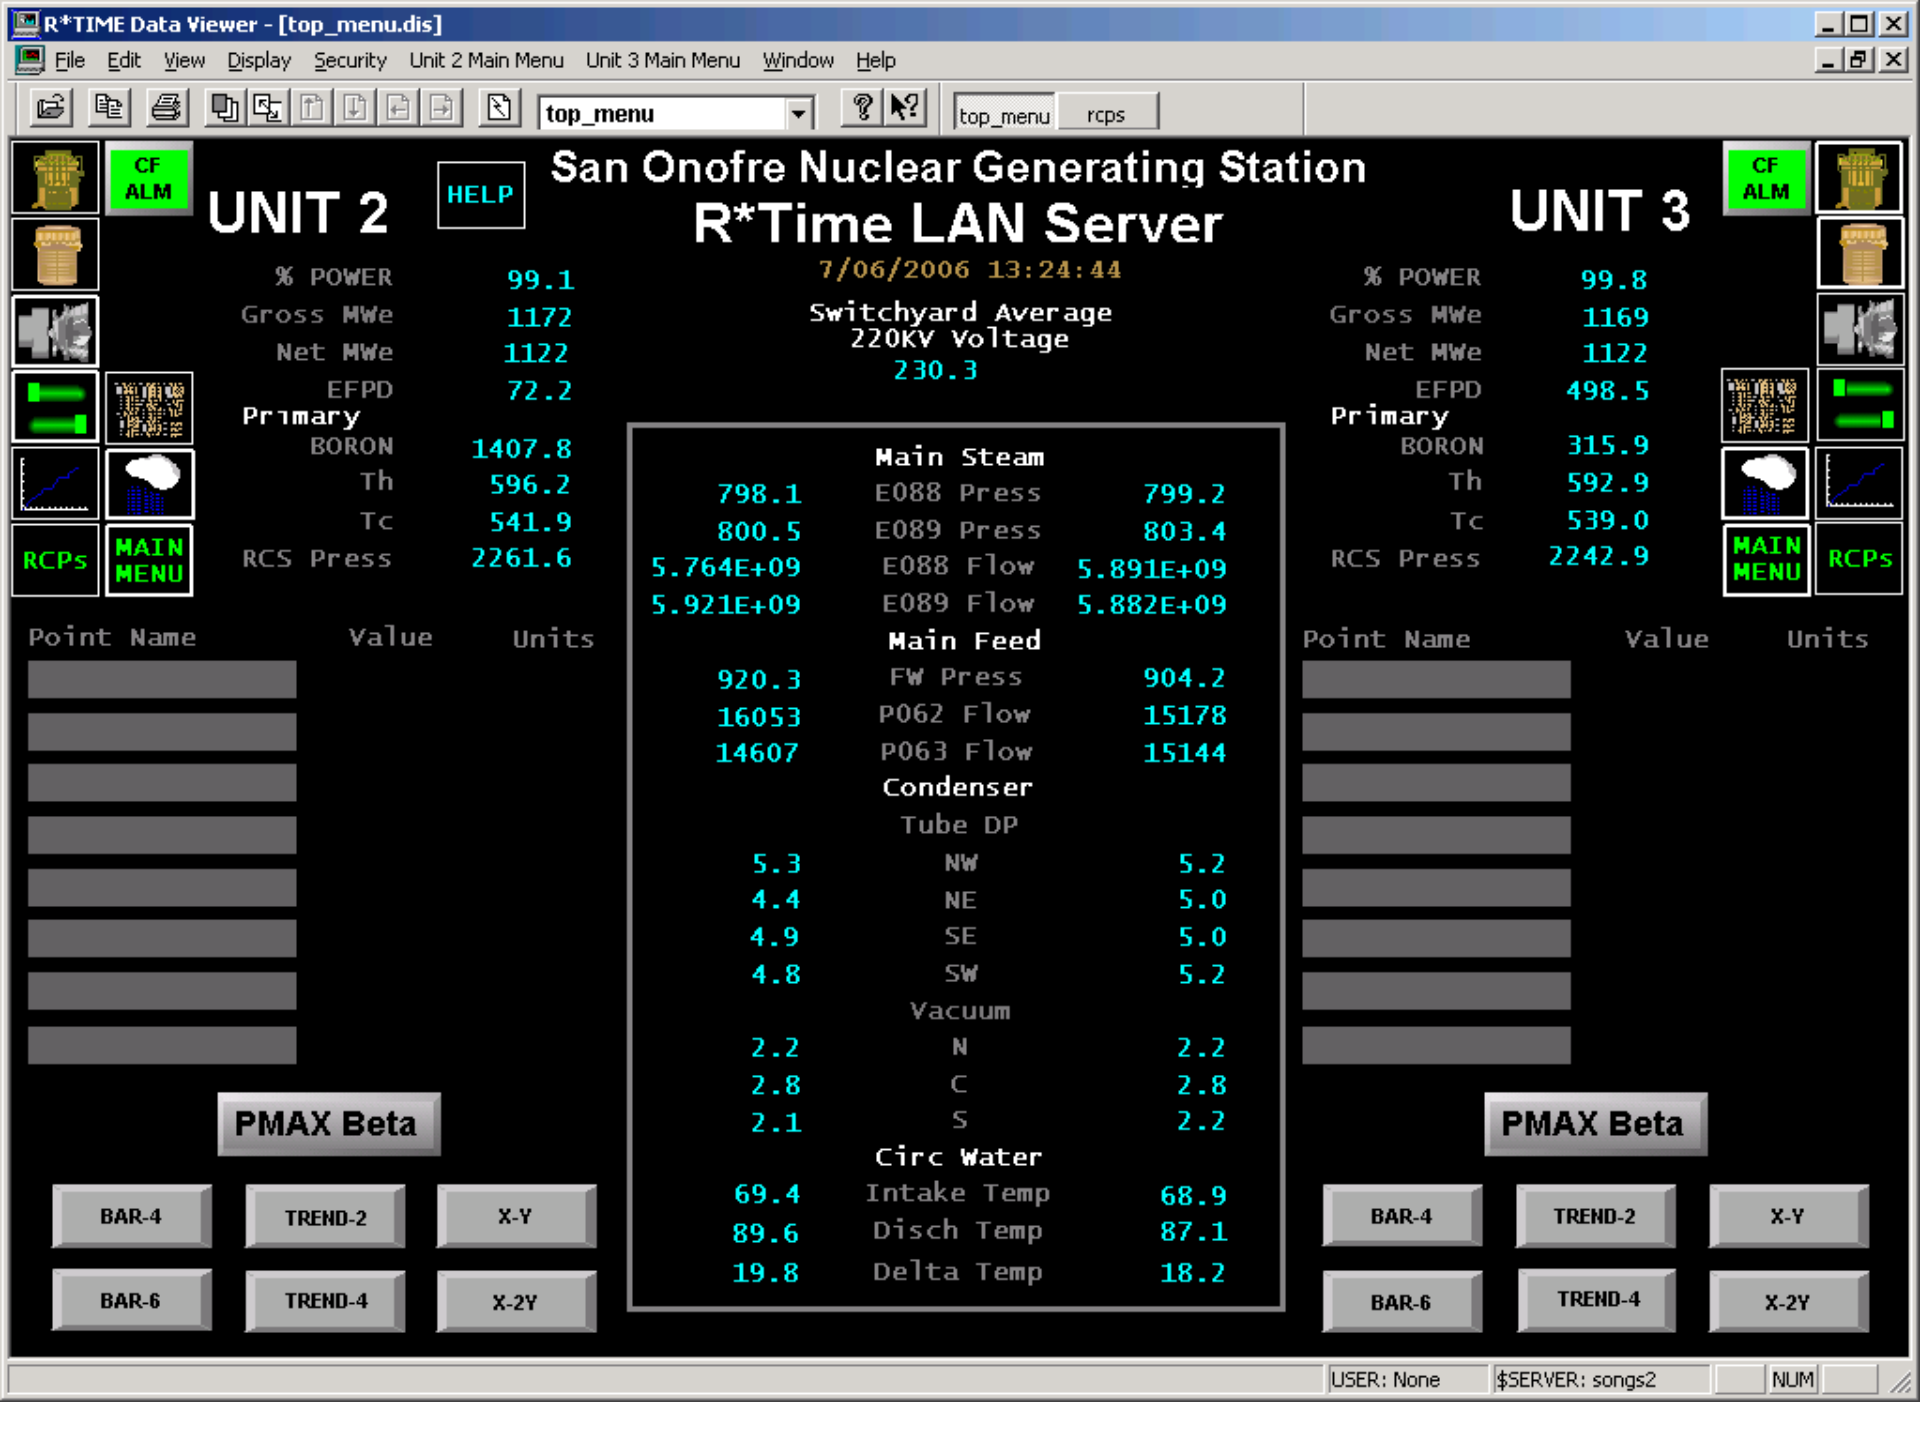 R*TIME Data Viewer - [top_menu.dis]
File Edit View Display Security Unit 2 Main Menu Unit 3 Main Menu Window Help
top_menu top_menu rcps
CF ALM
UNIT 2
HELP
San Onofre Nuclear Generating Station
R*Time LAN Server
7/06/2006 13:24:44
Switchyard Average
220KV Voltage
230.3
UNIT 3
CF ALM
% POWER 99.1
Gross MWe 1172
Net MWe 1122
EFPD 72.2
Primary
BORON 1407.8
Th 596.2
Tc 541.9
RCS Press 2261.6
RCPs
MAIN MENU
% POWER 99.8
Gross MWe 1169
Net MWe 1122
EFPD 498.5
Primary
BORON 315.9
Th 592.9
Tc 539.0
RCS Press 2242.9
MAIN MENU
RCPs
Main Steam
798.1 E088 Press 799.2
800.5 E089 Press 803.4
5.764E+09 E088 Flow 5.891E+09
5.921E+09 E089 Flow 5.882E+09
Main Feed
920.3 FW Press 904.2
16053 P062 Flow 15178
14607 P063 Flow 15144
Condenser
Tube DP
5.3 NW 5.2
4.4 NE 5.0
4.9 SE 5.0
4.8 SW 5.2
Vacuum
2.2 N 2.2
2.8 C 2.8
2.1 S 2.2
Circ Water
69.4 Intake Temp 68.9
89.6 Disch Temp 87.1
19.8 Delta Temp 18.2
Point Name Value Units
PMAX Beta
BAR-4 TREND-2 X-Y
BAR-6 TREND-4 X-2Y
Point Name Value Units
PMAX Beta
BAR-4 TREND-2 X-Y
BAR-6 TREND-4 X-2Y
USER: None $SERVER: songs2 NUM